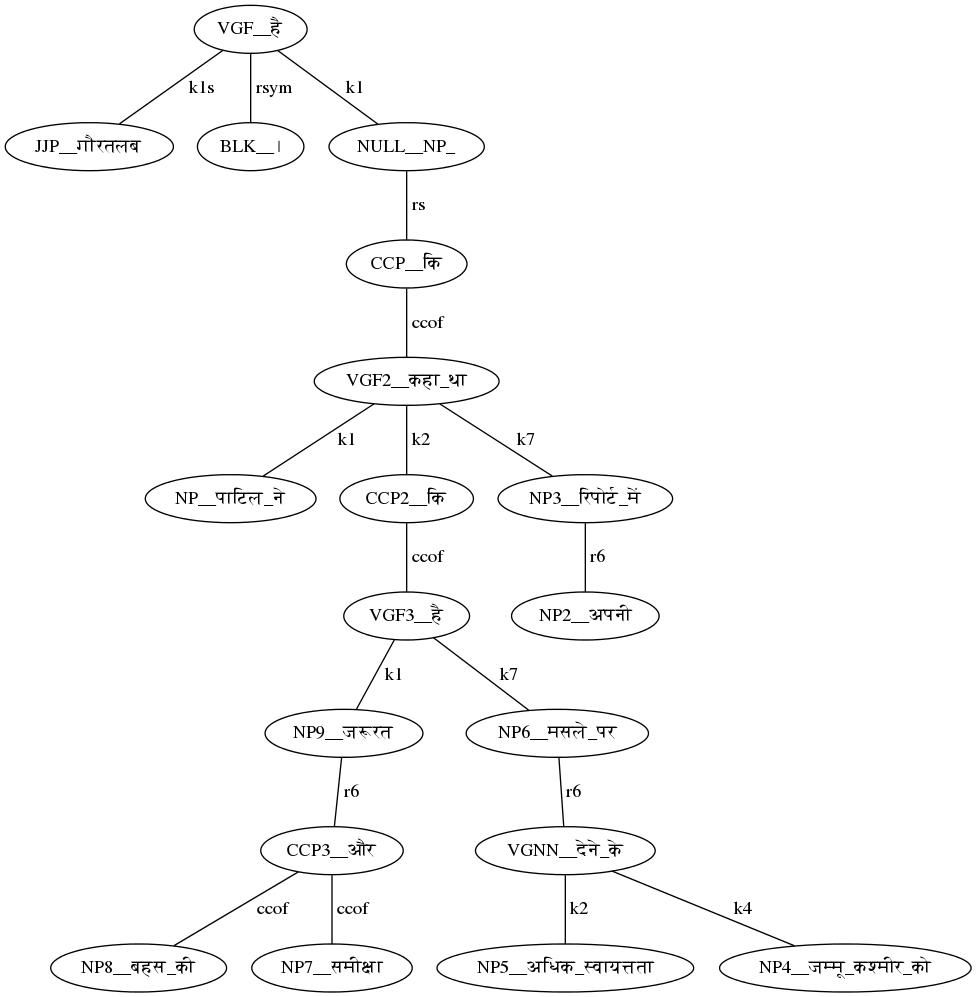 VGF__है
k1s rsym k1
JJP__गौरतलब BLK__। NULL__NP_
rs
CCP__कि
ccof
VGF2__कहा_था
k1 k2 k7
NP__पाटिल_ने CCP2__कि NP3__रिपोर्ट_में
ccof r6
VGF3__है NP2__अपनी
k1 k7
NP9__जरूरत NP6__मसले_पर
r6 r6
CCP3__और VGNN__देने_के
ccof ccof k2 k4
NP8__बहस_की NP7__समीक्षा NP5__अधिक_स्वायत्तता NP4__जम्मू_कश्मीर_को